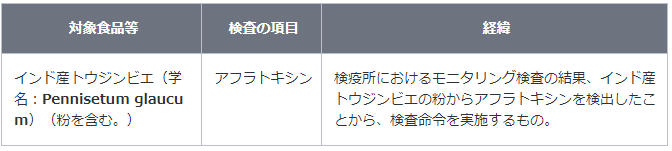 対象食品等
検査の項目
経緯
インド産トウジンビエ（学
名：Pennisetum glaucu
m）（粉を含む。）
アフラトキシン
検疫所におけるモニタリング検査の結果、インド産
トウジンビエの粉からアフラトキシンを検出したこ
とから、検査命令を実施するもの。